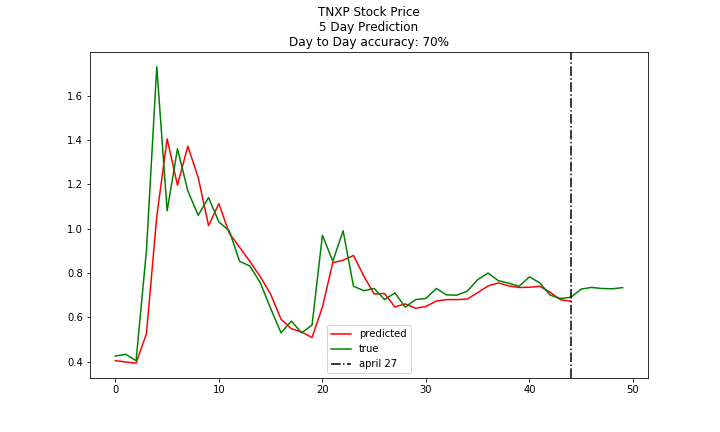 TNXP Stock Price
5 Day Prediction
Day to Day accuracy: 70%
1.6
1.4
1.2
1.0
0.8
0.6
0.4
predicted
true
april 27
0 10 20 30 40 50